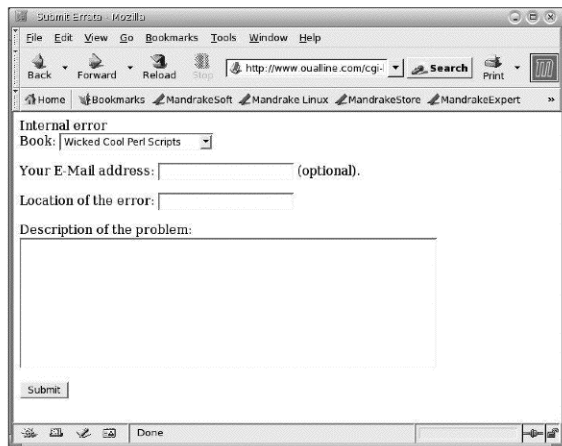 Submit Errata - Mozilla
File Edit View Go Bookmarks Tools Window Help
Back Forward Reload Stop http://www.oualline.com/cgi- Search Print
Home Bookmarks MandrakeSoft MandrakeLinux MandrakeStore MandrakeExpert »
Internal error
Book: Wicked Cool Perl Scripts
Your E-Mail address: (optional).
Location of the error:
Description of the problem:
Submit
Done